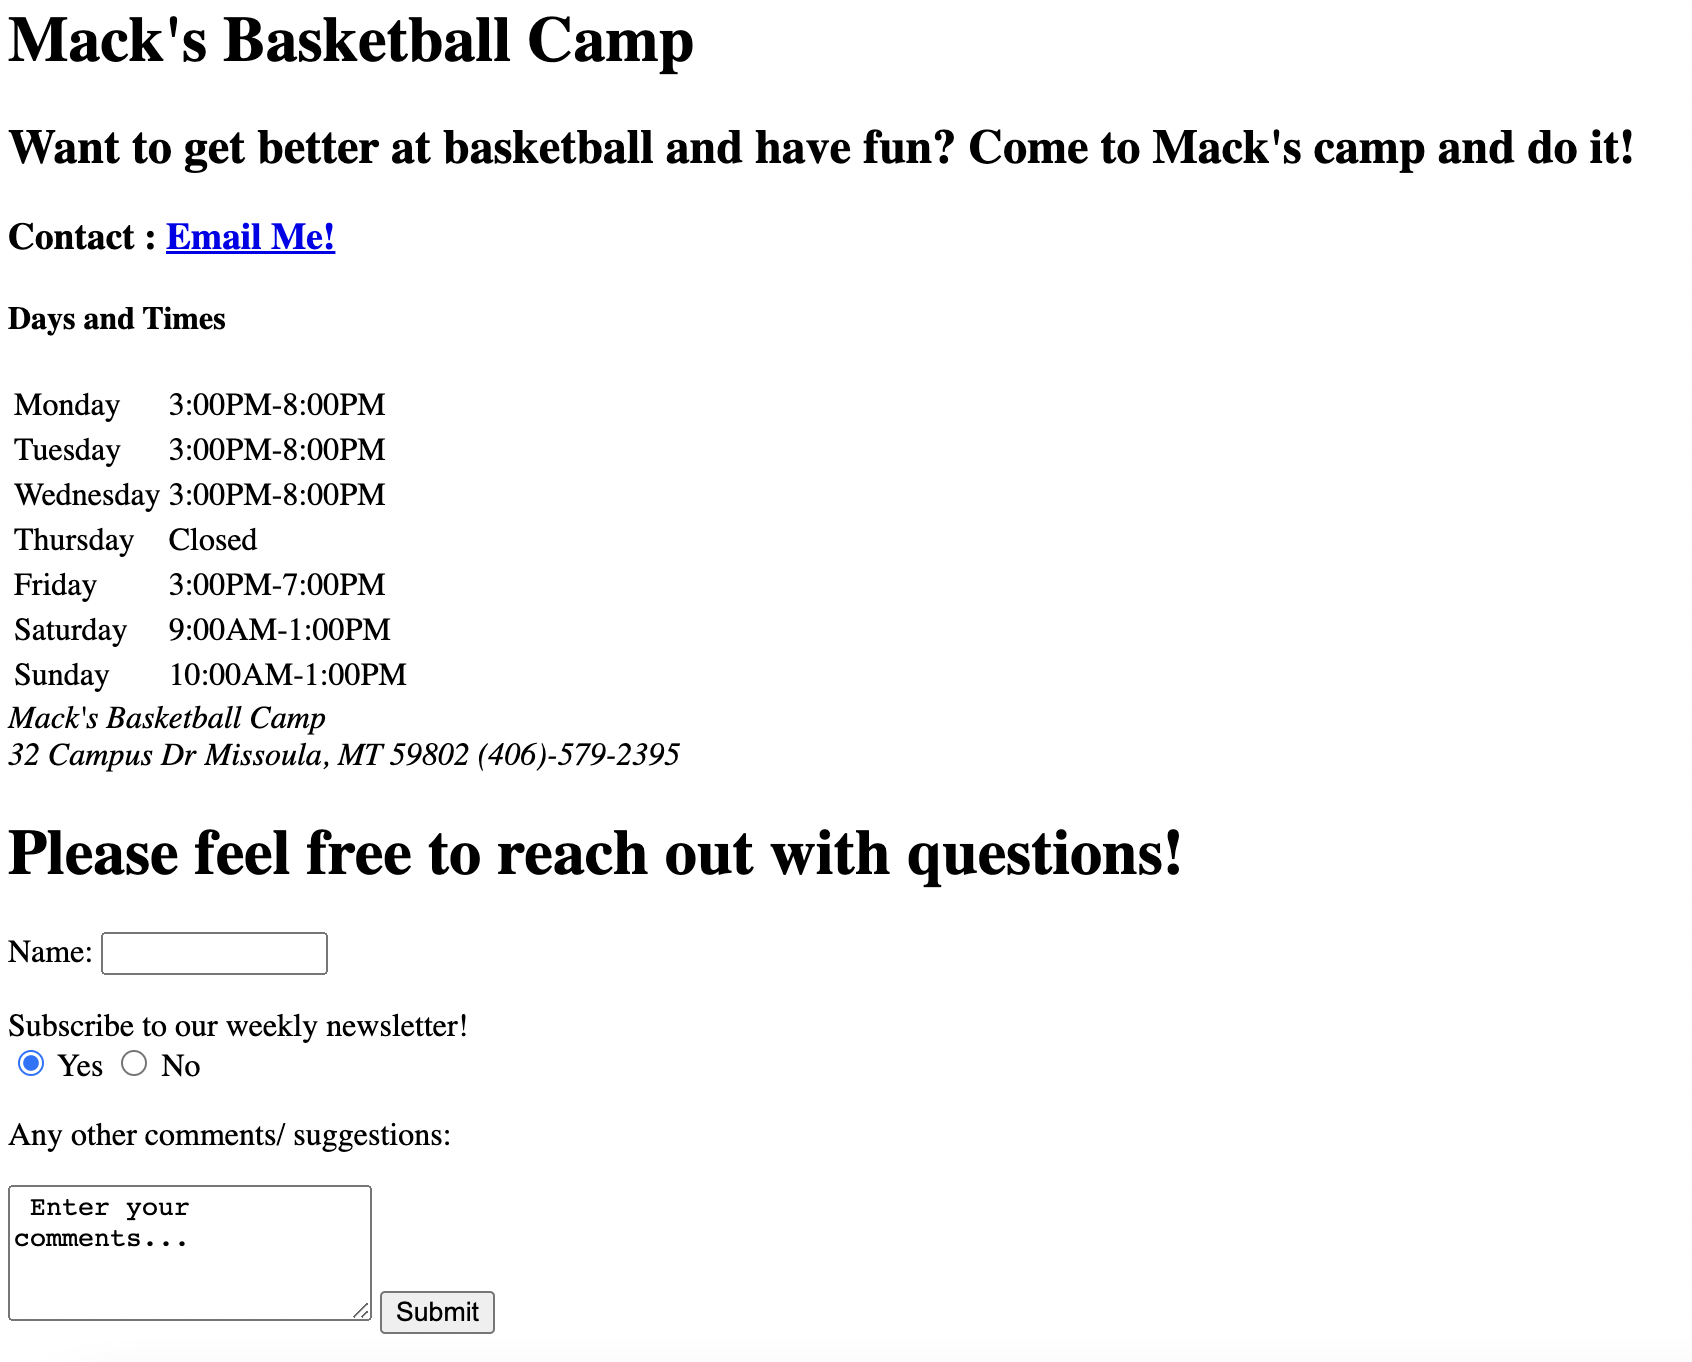 Mack's Basketball Camp
Want to get better at basketball and have fun? Come to Mack's camp and do it!
Contact : Email Me!
Days and Times
Monday 3:00PM-8:00PM
Tuesday 3:00PM-8:00PM
Wednesday 3:00PM-8:00PM
Thursday Closed
Friday 3:00PM-7:00PM
Saturday 9:00AM-1:00PM
Sunday 10:00AM-1:00PM
Mack's Basketball Camp
32 Campus Dr Missoula, MT 59802 (406)-579-2395
Please feel free to reach out with questions!
Name:
Subscribe to our weekly newsletter!
Yes No
Any other comments/ suggestions:
Enter your
comments...
Submit